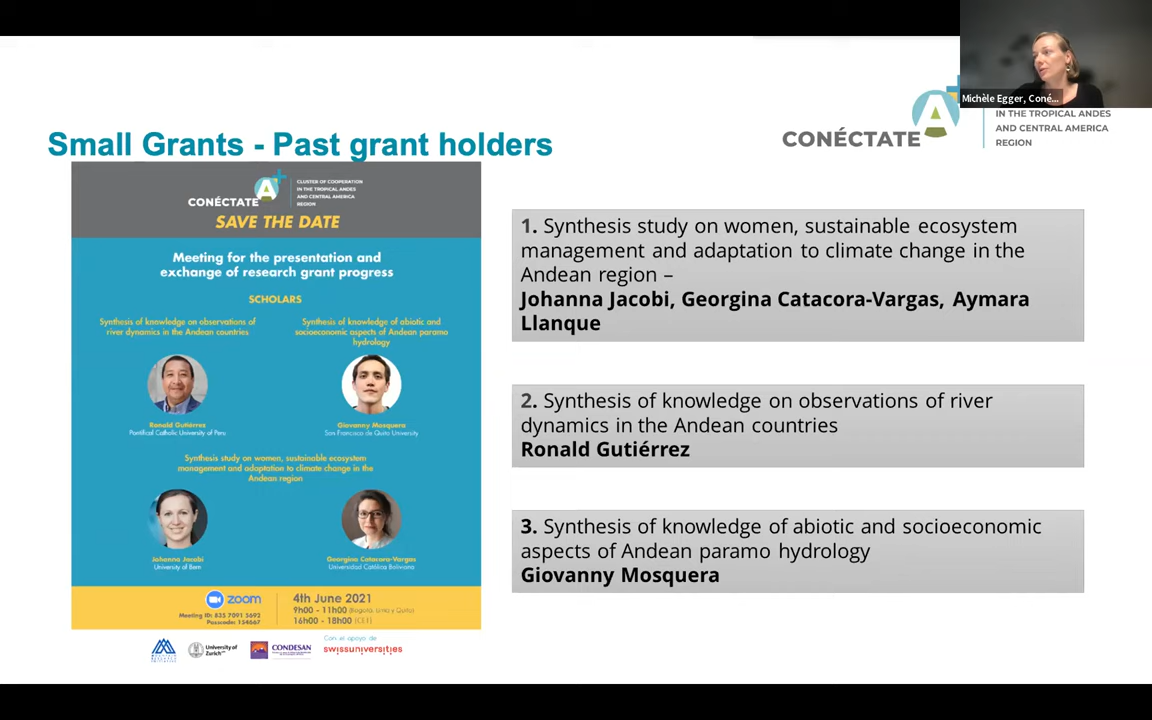 Michèle Egger, Coné...
CONÉCTATE
A+
IN THE TROPICAL ANDES
AND CENTRAL AMERICA
REGION
Small Grants - Past grant holders
CONÉCTATE
A+
CLUSTER OF COOPERATION
IN THE TROPICAL ANDES
AND CENTRAL AMERICA
REGION
SAVE THE DATE
Meeting for the presentation and
exchange of research grant progress
SCHOLARS
Synthesis of knowledge on observations of
river dynamics in the Andean countries
Synthesis of knowledge of abiotic and
socioeconomic aspects of Andean paramo
hydrology
Ronald Gutiérrez
Pontifical Catholic University of Peru
Giovanny Mosquera
San Francisco de Quito University
Synthesis study on women, sustainable ecosystem
management and adaptation to climate change in the
Andean region
Johanna Jacobi
University of Bern
Georgina Catacora-Vargas
Universidad Católica Boliviana
zoom
Meeting ID: 835 7091 3692
Passcode: 154667
4th June 2021
9h00 - 11h00 (Bogotá, Lima y Quito)
16h00 - 18h00 (CET)
University of
Zurich
CONDESAN
Con el apoyo de
swissuniversities
1. Synthesis study on women, sustainable ecosystem
management and adaptation to climate change in the
Andean region –
Johanna Jacobi, Georgina Catacora-Vargas, Aymara
Llanque
2. Synthesis of knowledge on observations of river
dynamics in the Andean countries
Ronald Gutiérrez
3. Synthesis of knowledge of abiotic and socioeconomic
aspects of Andean paramo hydrology
Giovanny Mosquera